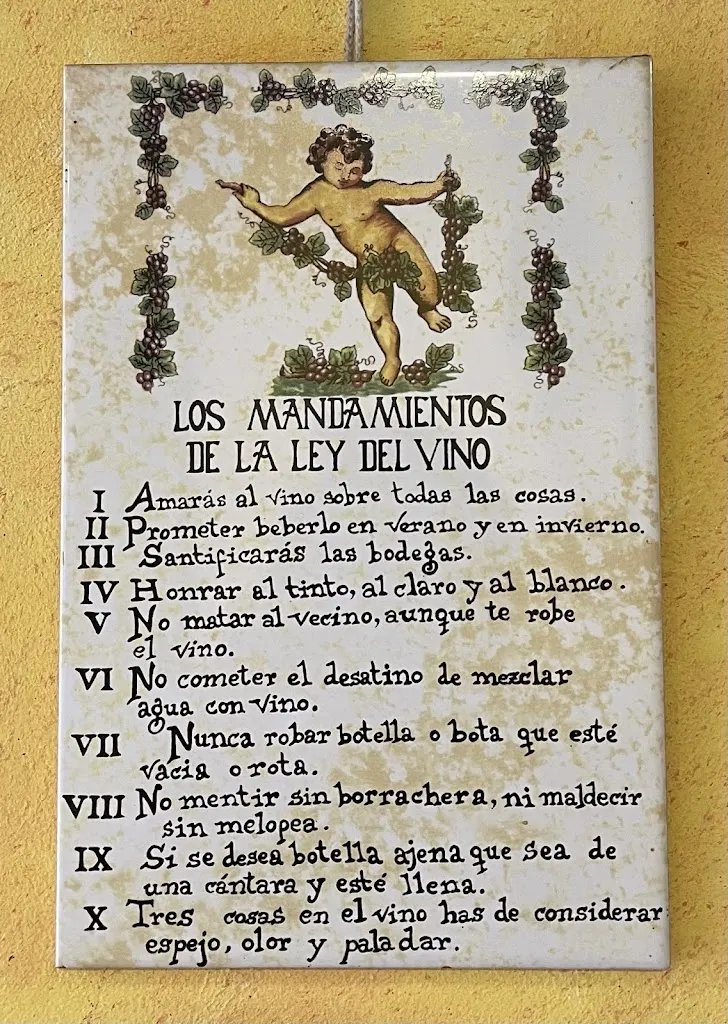 LOS MANDAMIENTOS
DE LA LEY DEL VINO
I Amarás al vino sobre todas las cosas.
II Prometer beberlo en verano y en invierno.
III Santificarás las bodegas.
IV Honrar al tinto, al claro y al blanco.
V No matar al vecino, aunque te robe
el vino.
VI No cometer el desatino de mezclar
agua con vino.
VII Nunca robar botella o bota que esté
vacia o rota.
VIII No mentir sin borrachera, ni maldecir
sin melopea.
IX Si se desea botella ajena que sea de
una cántara y esté llena.
X Tres cosas en el vino has de considerar
espejo, olor y paladar.